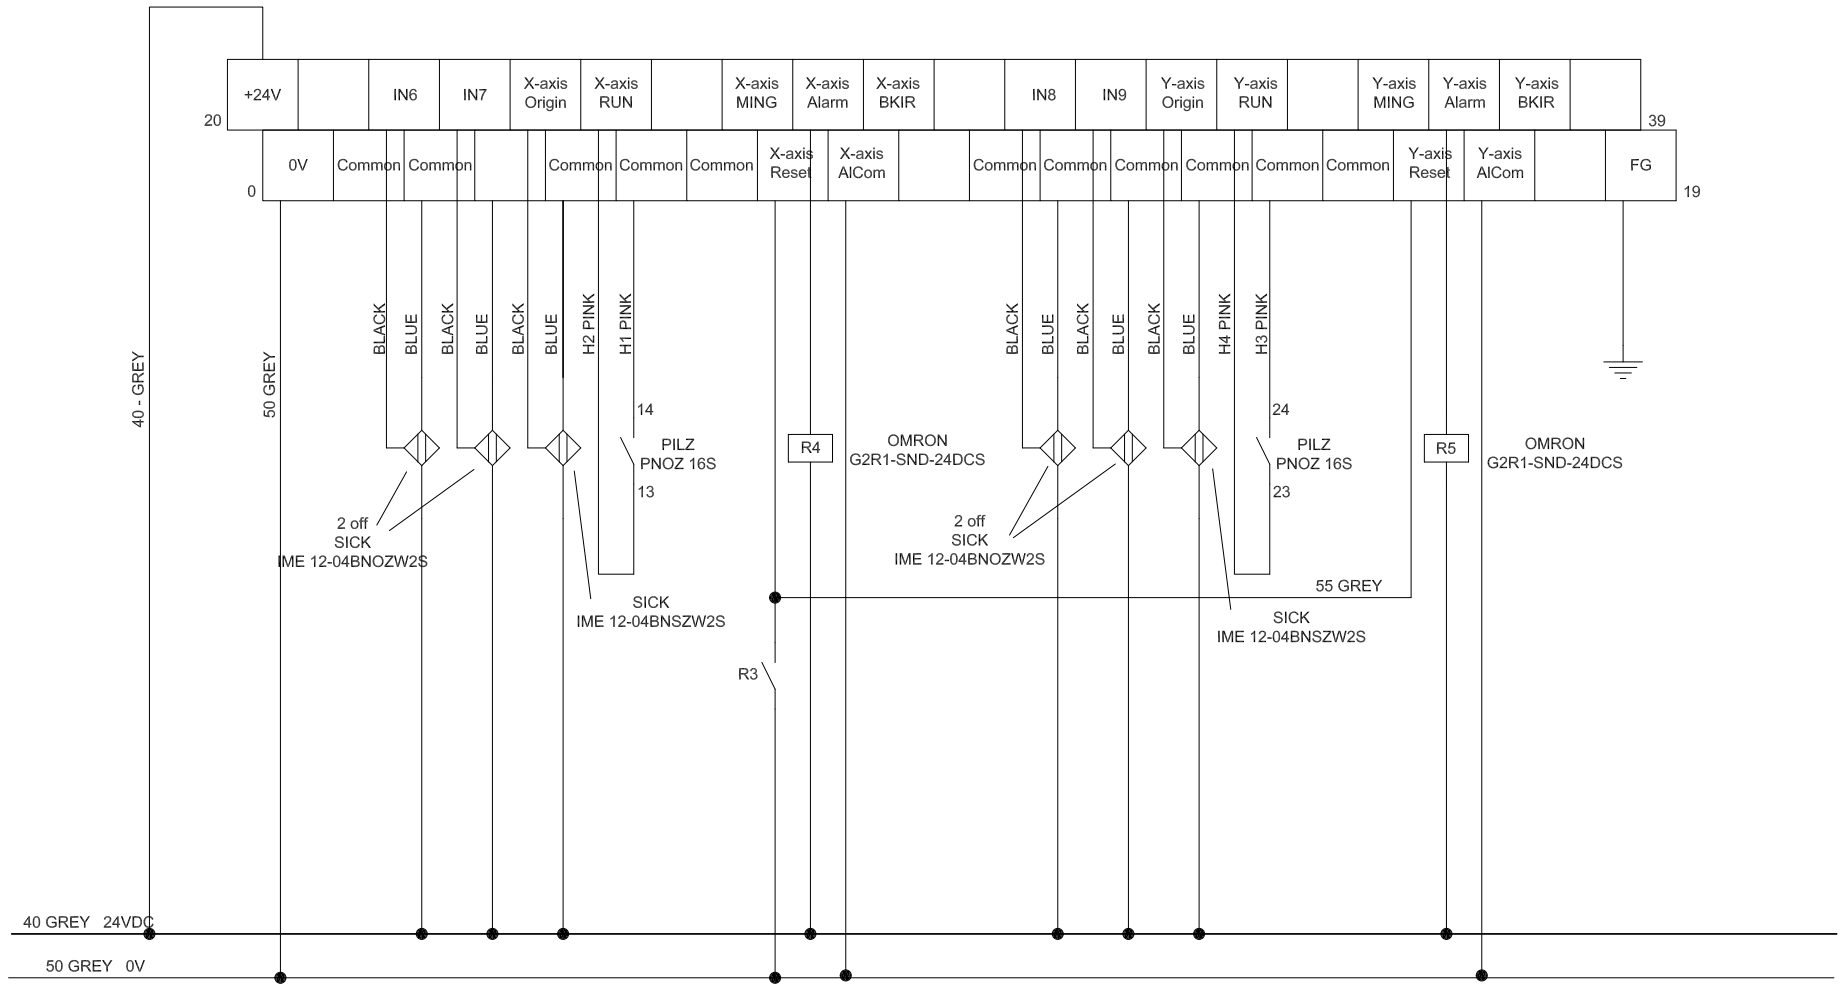 +24V
IN6
IN7
X-axis
Origin
X-axis
RUN
X-axis
MING
X-axis
Alarm
X-axis
BKIR
IN8
IN9
Y-axis
Origin
Y-axis
RUN
Y-axis
MING
Y-axis
Alarm
Y-axis
BKIR
20
39
0V
Common
Common
Common
Common
Common
X-axis
Reset
X-axis
AlCom
Common
Common
Common
Common
Common
Common
Y-axis
Reset
Y-axis
AlCom
FG
0
19
40 - GREY
50 GREY
BLACK
BLUE
BLACK
BLUE
BLACK
BLUE
H2 PINK
H1 PINK
BLACK
BLUE
BLACK
BLUE
BLACK
BLUE
H4 PINK
H3 PINK
14
PILZ
PNOZ 16S
13
R4
OMRON
G2R1-SND-24DCS
24
PILZ
PNOZ 16S
23
R5
OMRON
G2R1-SND-24DCS
2 off
SICK
IME 12-04BNOZW2S
SICK
IME 12-04BNSZW2S
2 off
SICK
IME 12-04BNOZW2S
55 GREY
SICK
IME 12-04BNSZW2S
R3
40 GREY 24VDC
50 GREY 0V